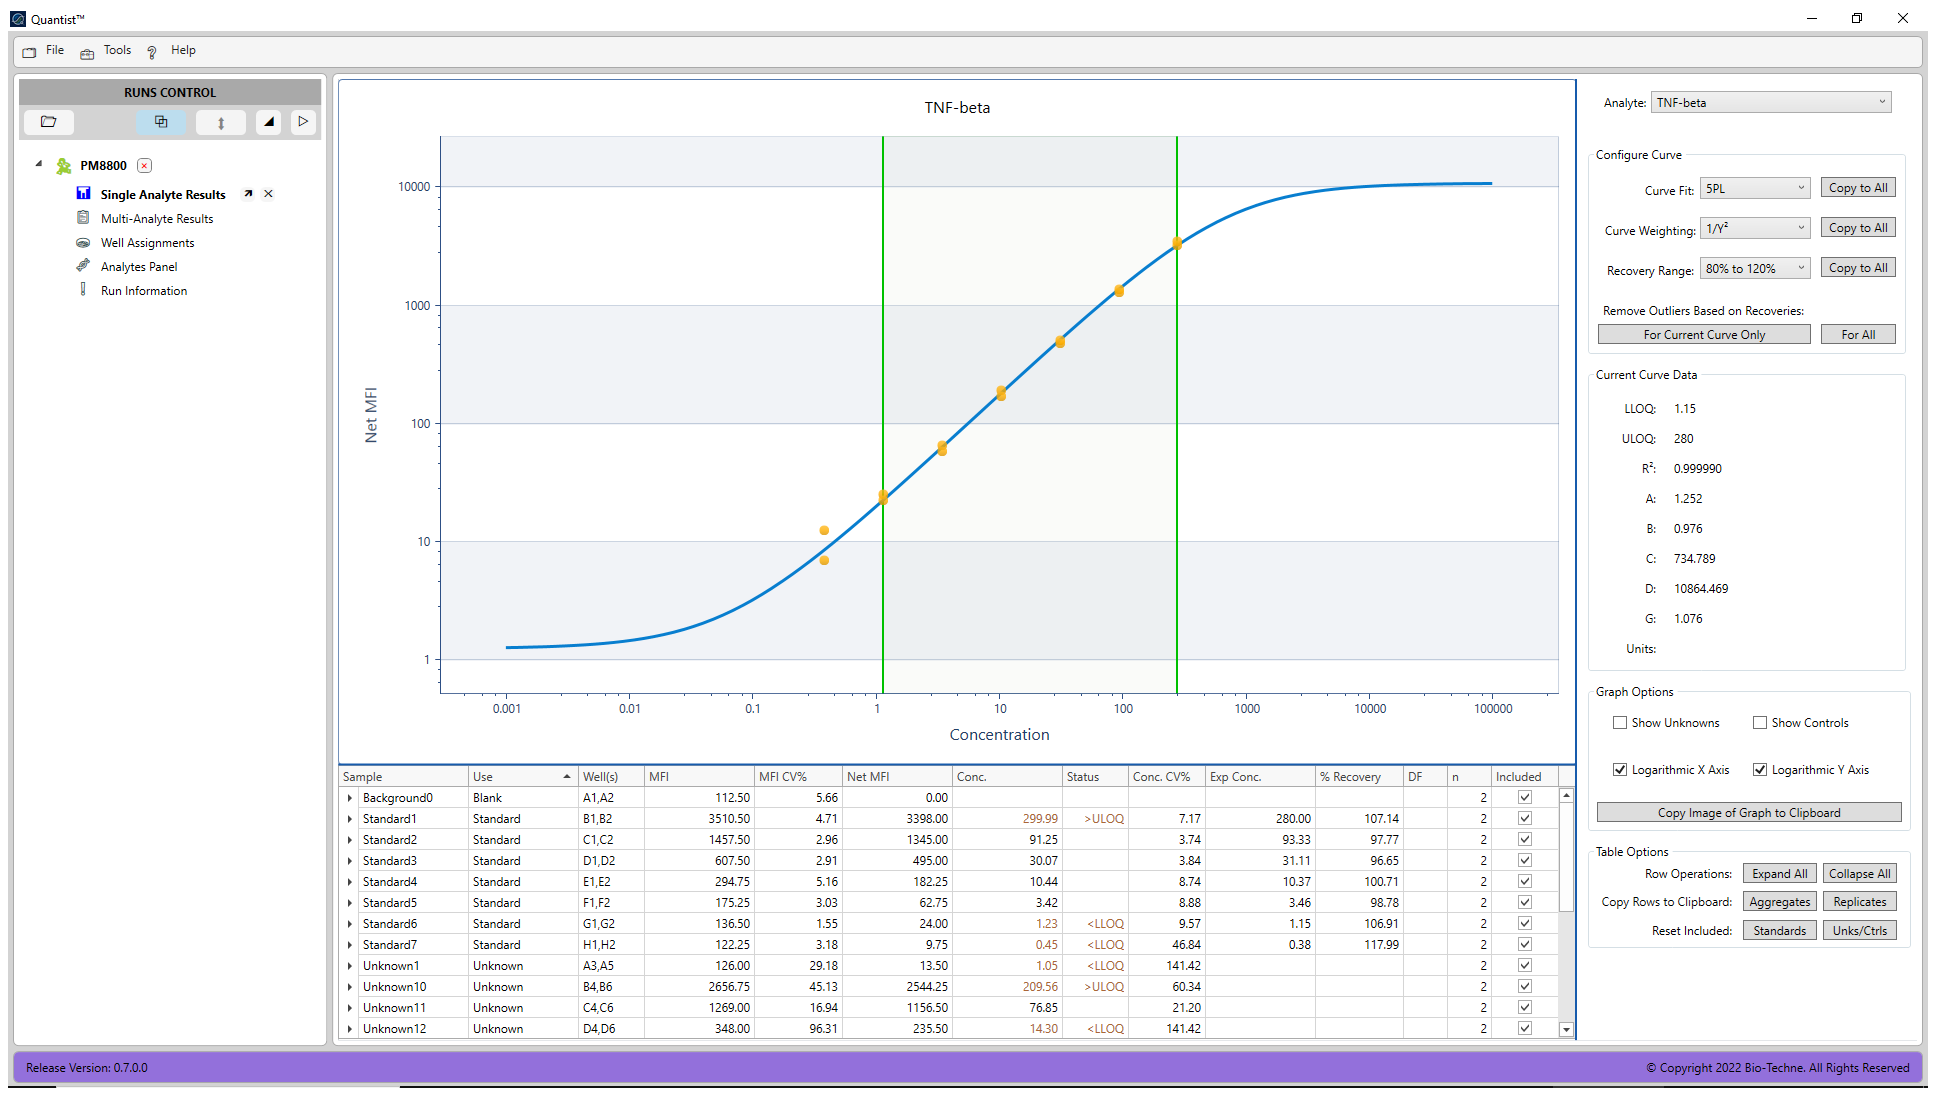 Quantist™
File Tools Help
RUNS CONTROL
PM8800
Single Analyte Results
Multi-Analyte Results
Well Assignments
Analytes Panel
Run Information
TNF-beta
Net MFI
10000
1000
100
10
1
0.001 0.01 0.1 1 10 100 1000 10000 100000
Concentration
Sample Use Well(s) MFI MFI CV% Net MFI Conc. Status Conc. CV% Exp Conc. % Recovery DF n Included
Background0 Blank A1,A2 112.50 5.66 0.00 2
Standard1 Standard B1,B2 3510.50 4.71 3398.00 299.99 >ULOQ 7.17 280.00 107.14 2
Standard2 Standard C1,C2 1457.50 2.96 1345.00 91.25 3.74 93.33 97.77 2
Standard3 Standard D1,D2 607.50 2.91 495.00 30.07 3.84 31.11 96.65 2
Standard4 Standard E1,E2 294.75 5.16 182.25 10.44 8.74 10.37 100.71 2
Standard5 Standard F1,F2 175.25 3.03 62.75 3.42 8.88 3.46 98.78 2
Standard6 Standard G1,G2 136.50 1.55 24.00 1.23 <LLOQ 9.57 1.15 106.91 2
Standard7 Standard H1,H2 122.25 3.18 9.75 0.45 <LLOQ 46.84 0.38 117.99 2
Unknown1 Unknown A3,A5 126.00 29.18 13.50 1.05 <LLOQ 141.42 2
Unknown10 Unknown B4,B6 2656.75 45.13 2544.25 209.56 >ULOQ 60.34 2
Unknown11 Unknown C4,C6 1269.00 16.94 1156.50 76.85 21.20 2
Unknown12 Unknown D4,D6 348.00 96.31 235.50 14.30 <LLOQ 141.42 2
Analyte: TNF-beta
Configure Curve
Curve Fit: 5PL Copy to All
Curve Weighting: 1/Y² Copy to All
Recovery Range: 80% to 120% Copy to All
Remove Outliers Based on Recoveries:
For Current Curve Only For All
Current Curve Data
LLOQ: 1.15
ULOQ: 280
R²: 0.999990
A: 1.252
B: 0.976
C: 734.789
D: 10864.469
G: 1.076
Units:
Graph Options
Show Unknowns Show Controls
Logarithmic X Axis Logarithmic Y Axis
Copy Image of Graph to Clipboard
Table Options
Row Operations: Expand All Collapse All
Copy Rows to Clipboard: Aggregates Replicates
Reset Included: Standards Unks/Ctrls
Release Version: 0.7.0.0
© Copyright 2022 Bio-Techne. All Rights Reserved